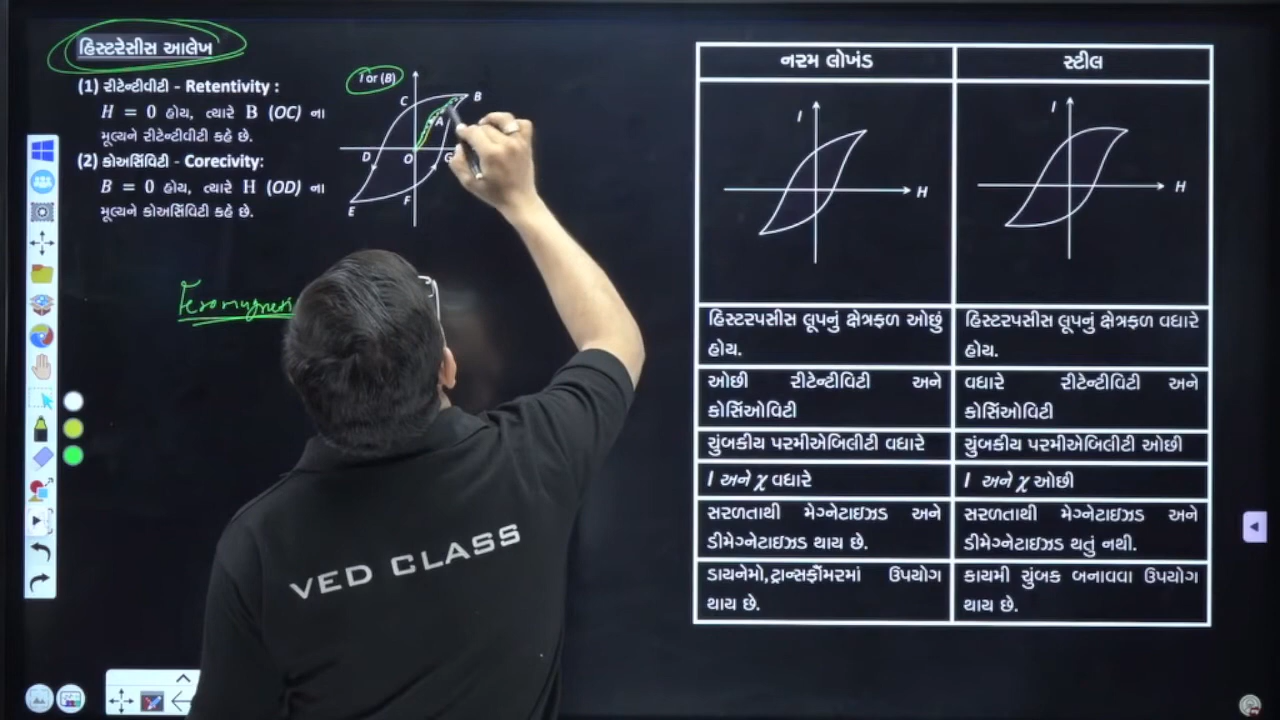 હિસ્ટરેસીસ આલેખ
(1) રીટેન્ટીવીટી - Retentivity :
H = 0 હોય, ત્યારે B (OC) ના
મૂલ્યને રીટેન્ટીવીટી કહે છે.
(2) કોઅર્સિવિટી - Corecivity:
B = 0 હોય, ત્યારે H (OD) ના
મૂલ્યને કોઅર્સિવિટી કહે છે.
I or (B)
C
B
A
D
O
G
E
F
નરમ લોખંડ
સ્ટીલ
I
H
I
H
હિસ્ટરપસીસ લૂપનું ક્ષેત્રફળ ઓછું
હોય.
હિસ્ટરપસીસ લૂપનું ક્ષેત્રફળ વધારે
હોય.
ઓછી રીટેન્ટીવિટી અને
કોર્સિઓવિટી
વધારે રીટેન્ટીવિટી અને
કોર્સિઓવિટી
ચુંબકીય પરમીએબિલીટી વધારે
ચુંબકીય પરમીએબિલીટી ઓછી
I અને χ વધારે
I અને χ ઓછી
સરળતાથી મેગ્નેટાઇઝડ અને
ડીમેગ્નેટાઇઝડ થાય છે.
સરળતાથી મેગ્નેટાઇઝડ અને
ડીમેગ્નેટાઇઝડ થતું નથી.
ડાયનેમો,ટ્રાન્સફૉંમરમાં ઉપયોગ
થાય છે.
કાયમી ચુંબક બનાવવા ઉપયોગ
થાય છે.
VED CLASS